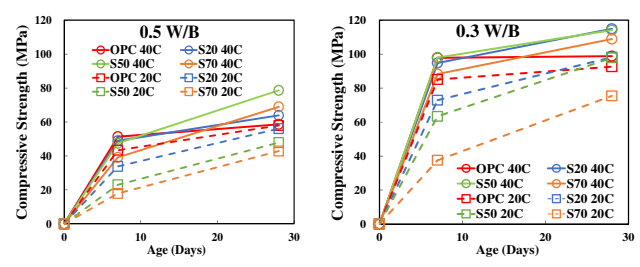 0.5 W/B
Compressive Strength (MPa)
120
100
80
60
40
20
0
OPC 40C
S20 40C
S50 40C
S70 40C
OPC 20C
S20 20C
S50 20C
S70 20C
0
10
20
30
Age (Days)
0.3 W/B
Compressive Strength (MPa)
120
100
80
60
40
20
0
OPC 40C
S20 40C
S50 40C
S70 40C
OPC 20C
S20 20C
S50 20C
S70 20C
0
10
20
30
Age (Days)